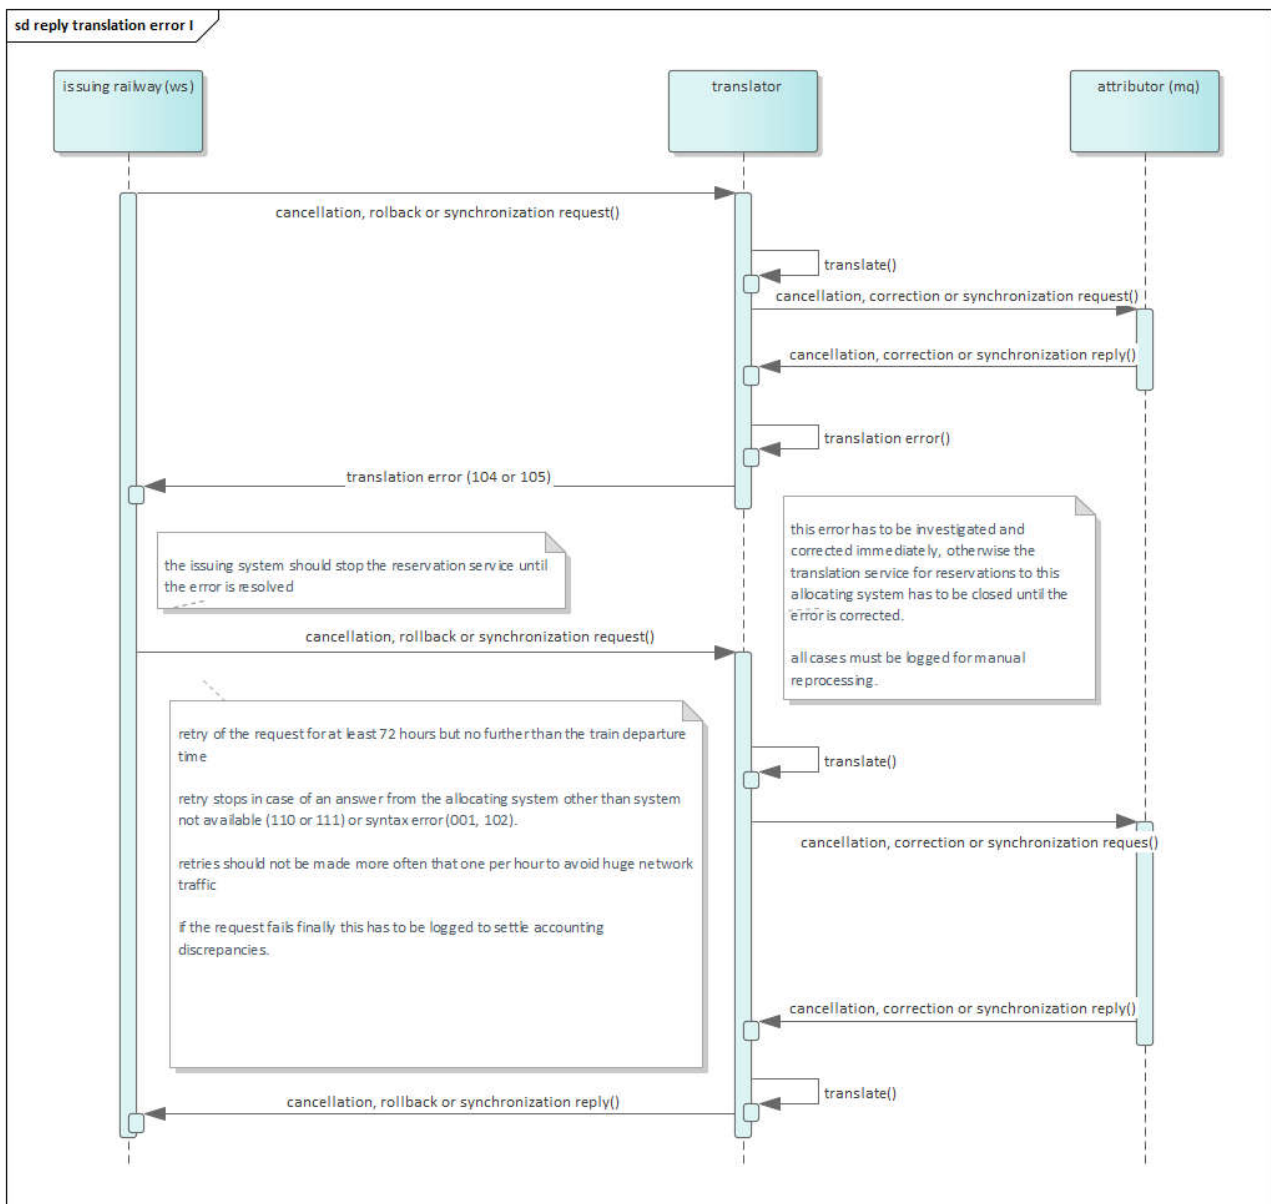 sd reply translation error I
issuing railway (ws)
translator
attributor (mq)
cancellation, rolback or synchronization request()
translate()
cancellation, correction or synchronization request()
cancellation, correction or synchronization reply()
translation error()
translation error (104 or 105)
this error has to be investigated and
corrected immediately, otherwise the
translation service for reservations to this
allocating system has to be closed until the
error is corrected.
all cases must be logged for manual
reprocessing.
the issuing system should stop the reservation service until
the error is resolved
cancellation, rollback or synchronization request()
retry of the request for at least 72 hours but no further than the train departure
time
retry stops in case of an answer from the allocating system other than system
not available (110 or 111) or syntax error (001, 102).
retries should not be made more often that one per hour to avoid huge network
traffic
if the request fails finally this has to be logged to settle accounting
discrepancies.
translate()
cancellation, correction or synchronization reques()
cancellation, correction or synchronization reply()
translate()
cancellation, rollback or synchronization reply()